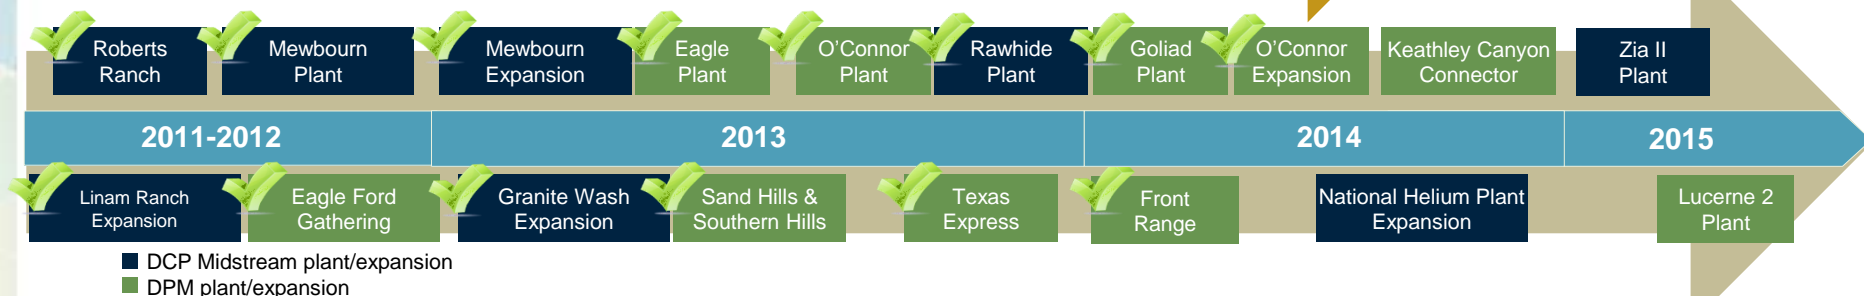 Roberts
Ranch
Mewbourn
Plant
Mewbourn
Expansion
Eagle
Plant
O'Connor
Plant
Rawhide
Plant
Goliad
Plant
O'Connor
Expansion
Keathley Canyon
Connector
Zia II
Plant
2011-2012
2013
2014
2015
Linam Ranch
Expansion
Eagle Ford
Gathering
Granite Wash
Expansion
Sand Hills &
Southern Hills
Texas
Express
Front
Range
National Helium Plant
Expansion
Lucerne 2
Plant
DCP Midstream plant/expansion
DPM plant/expansion